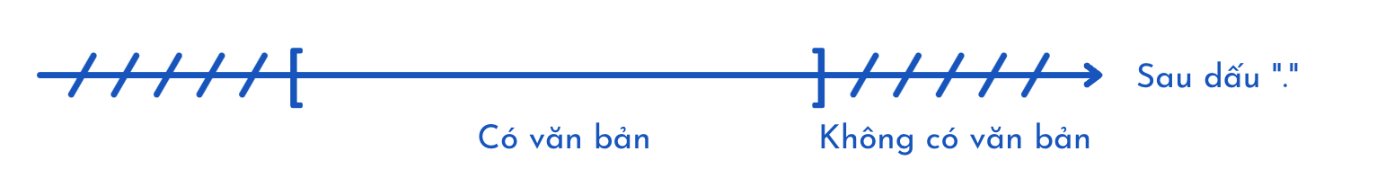 Sau dấu "."
Có văn bản
Không có văn bản